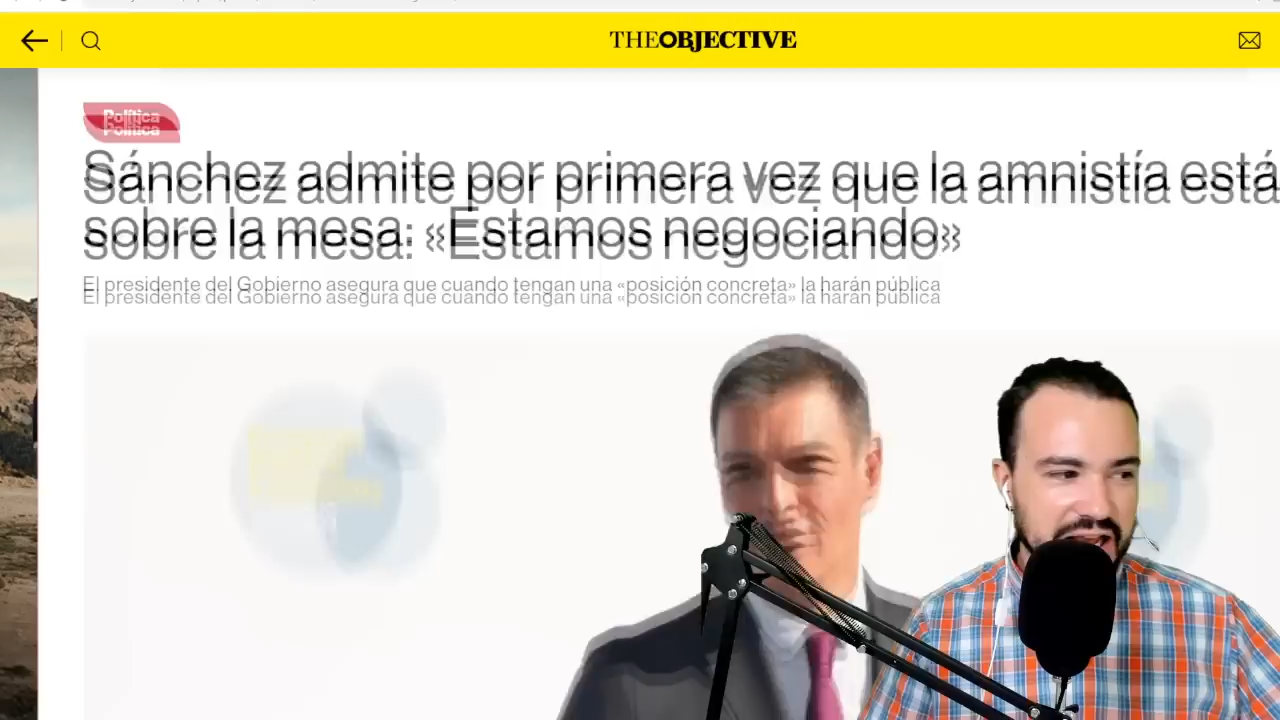 THEOBJECTIVE
Política
Sánchez admite por primera vez que la amnistía está
sobre la mesa: «Estamos negociando»
El presidente del Gobierno asegura que cuando tengan una «posición concreta» la harán pública